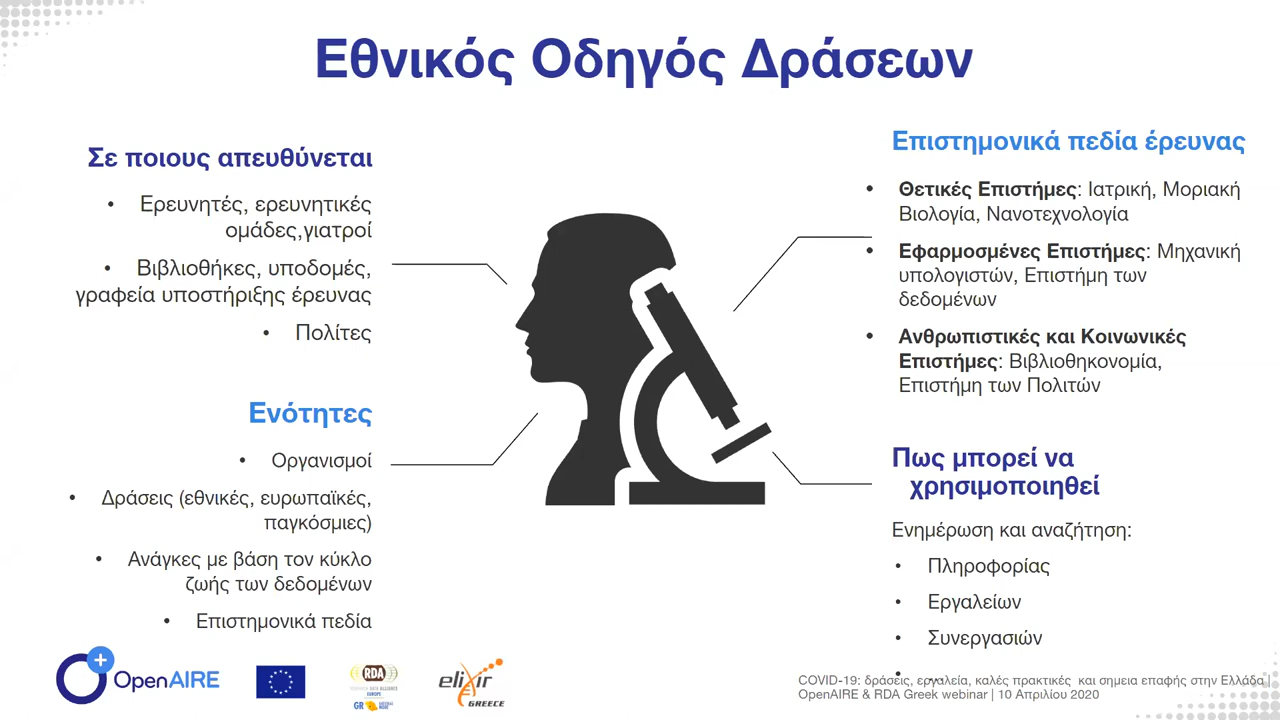 Εθνικός Οδηγός Δράσεων
Σε ποιους απευθύνεται
• Ερευνητές, ερευνητικές
ομάδες,γιατροί
• Βιβλιοθήκες, υποδομές,
γραφεία υποστήριξης έρευνας
• Πολίτες
Ενότητες
• Οργανισμοί
• Δράσεις (εθνικές, ευρωπαϊκές,
παγκόσμιες)
• Ανάγκες με βάση τον κύκλο
ζωής των δεδομένων
• Επιστημονικά πεδία
Επιστημονικά πεδία έρευνας
• Θετικές Επιστήμες: Ιατρική, Μοριακή
Βιολογία, Νανοτεχνολογία
• Εφαρμοσμένες Επιστήμες: Μηχανική
υπολογιστών, Επιστήμη των
δεδομένων
• Ανθρωπιστικές και Κοινωνικές
Επιστήμες: Βιβλιοθηκονομία,
Επιστήμη των Πολιτών
Πως μπορεί να
χρησιμοποιηθεί
Ενημέρωση και αναζήτηση:
• Πληροφορίας
• Εργαλείων
• Συνεργασιών
• ...
OpenAIRE
RDA
EUROPE
GR
elixir
GREECE
COVID-19: δράσεις, εργαλεία, καλές πρακτικές και σημεια επαφής στην Ελλάδα |
OpenAIRE & RDA Greek webinar | 10 Απριλίου 2020